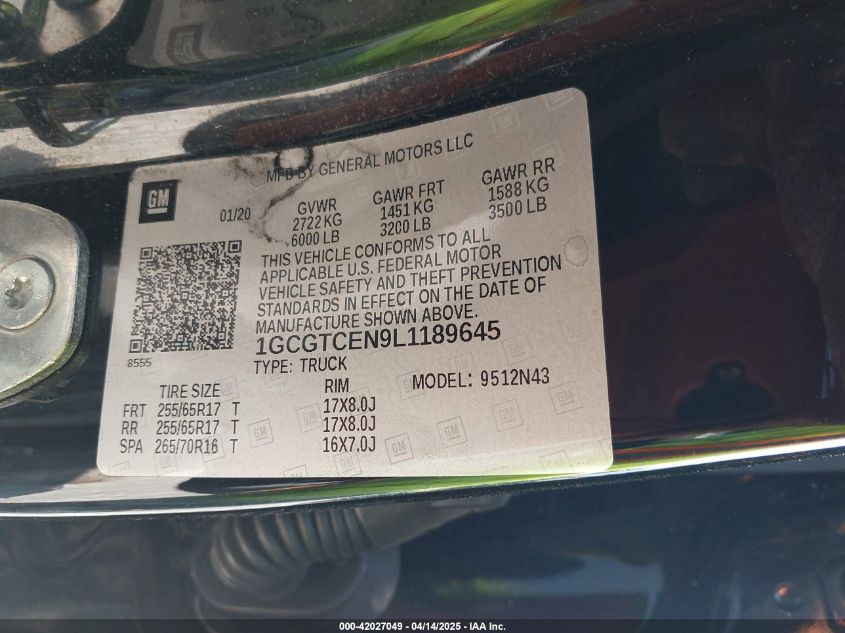 MFD BY GENERAL MOTORS LLC
GM
01/20 GVWR GAWR FRT GAWR RR
2722 KG 1451 KG 1588 KG
6000 LB 3200 LB 3500 LB
THIS VEHICLE CONFORMS TO ALL
APPLICABLE U.S. FEDERAL MOTOR
VEHICLE SAFETY AND THEFT PREVENTION
STANDARDS IN EFFECT ON THE DATE OF
MANUFACTURE SHOWN ABOVE.
1GCGTCEN9L1189645
8555
TYPE: TRUCK
MODEL: 9512N43
TIRE SIZE RIM
FRT 255/65R17 T 17X8.0J
RR 255/65R17 T 17X8.0J
SPA 265/70R16 T 16X7.0J
000-42027049 - 04/14/2025 - IAA Inc.